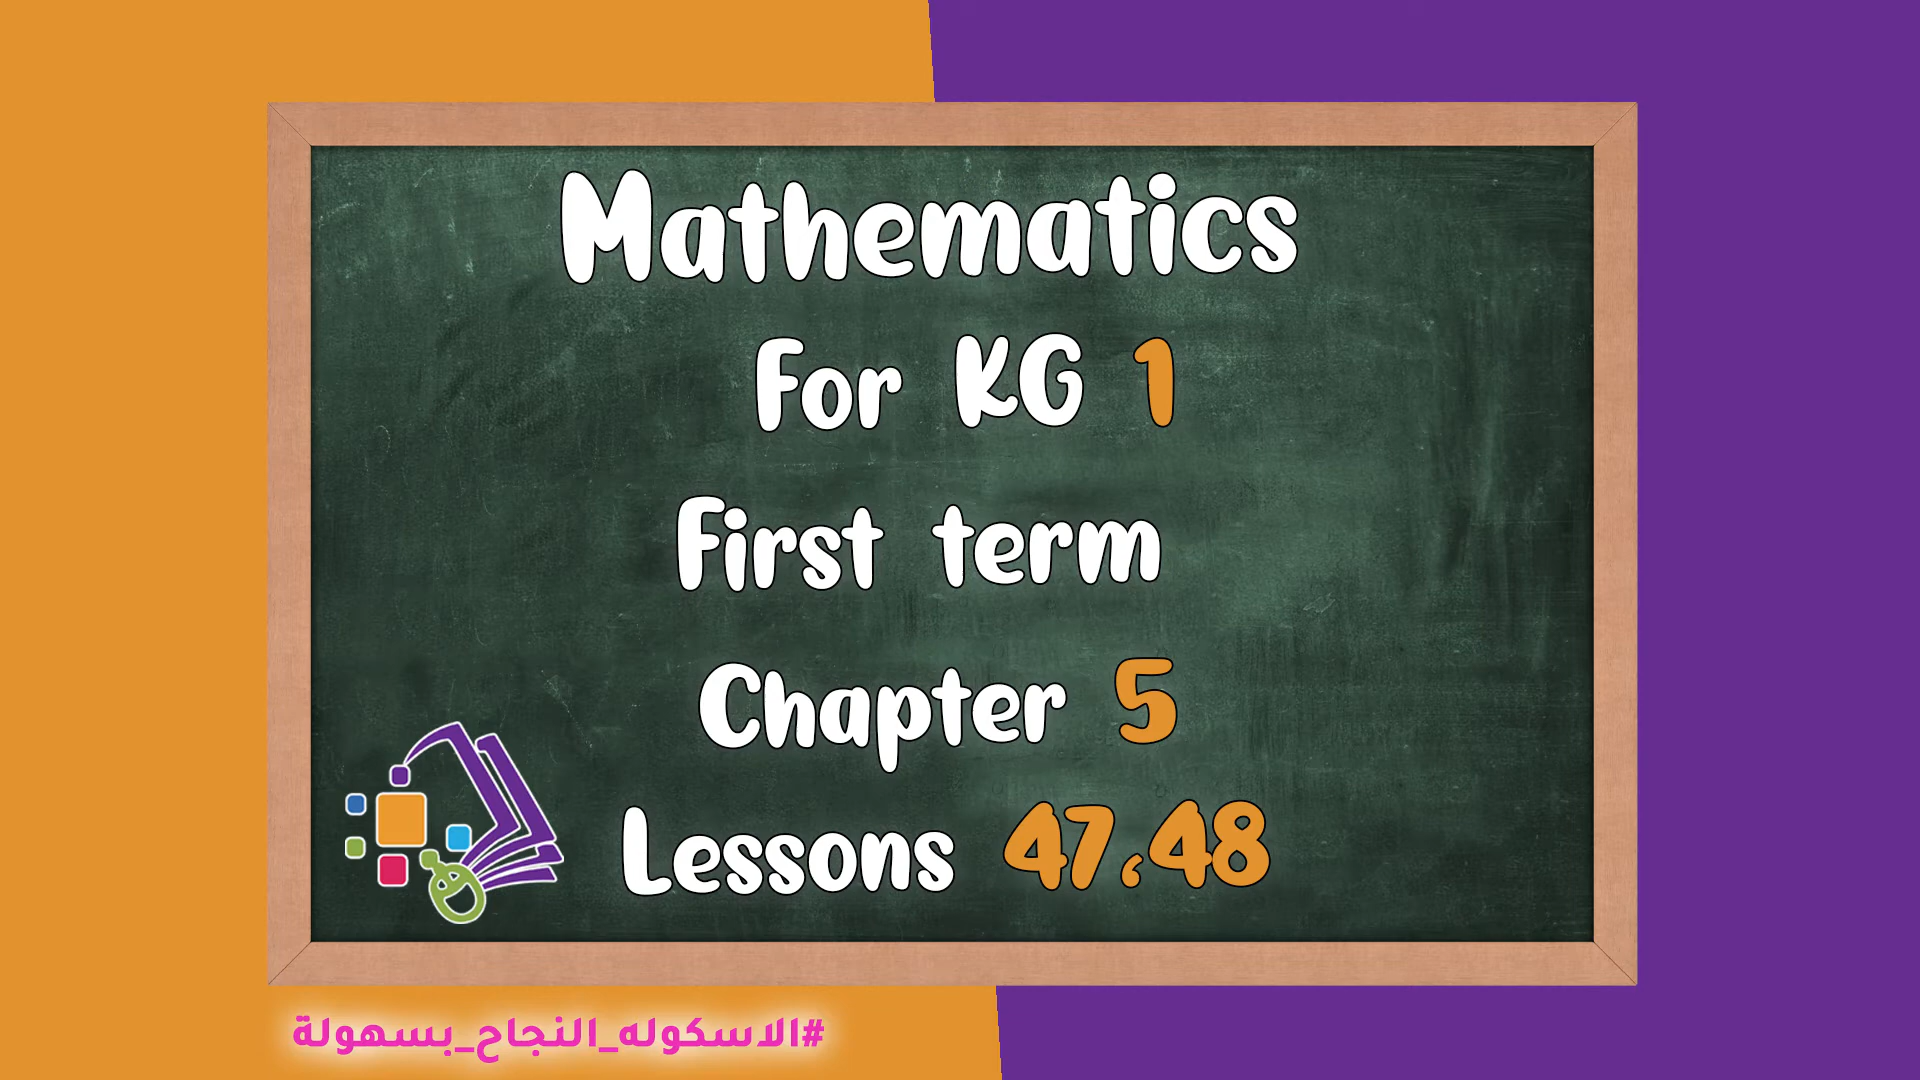 Mathematics
For KG 1
First term
Chapter 5
Lessons 47،48
#الاسكوله_النجاح_بسهولة